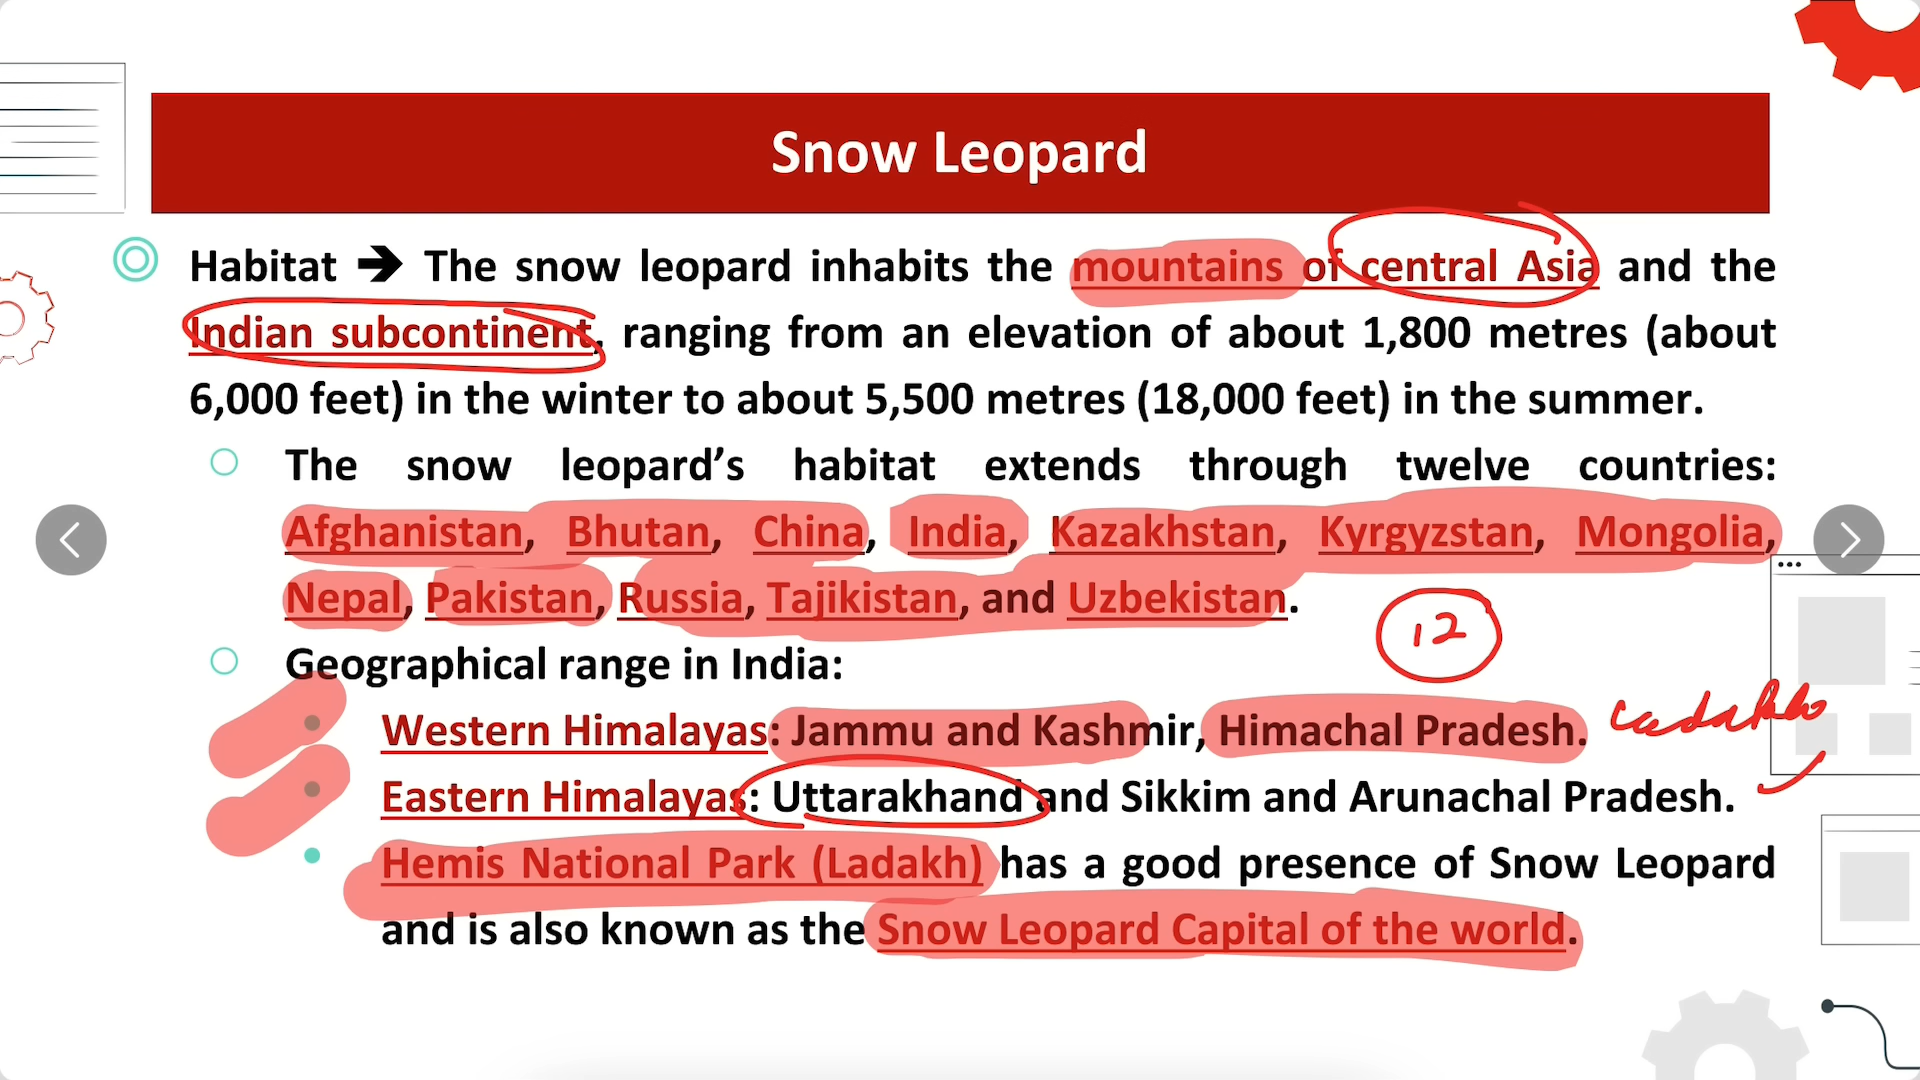 Snow Leopard
Habitat ➔ The snow leopard inhabits the mountains of central Asia and the
Indian subcontinent, ranging from an elevation of about 1,800 metres (about
6,000 feet) in the winter to about 5,500 metres (18,000 feet) in the summer.
The snow leopard’s habitat extends through twelve countries:
Afghanistan, Bhutan, China, India, Kazakhstan, Kyrgyzstan, Mongolia,
Nepal, Pakistan, Russia, Tajikistan, and Uzbekistan.
12
Geographical range in India:
Western Himalayas: Jammu and Kashmir, Himachal Pradesh.
Eastern Himalayas: Uttarakhand and Sikkim and Arunachal Pradesh.
Hemis National Park (Ladakh) has a good presence of Snow Leopard
and is also known as the Snow Leopard Capital of the world.